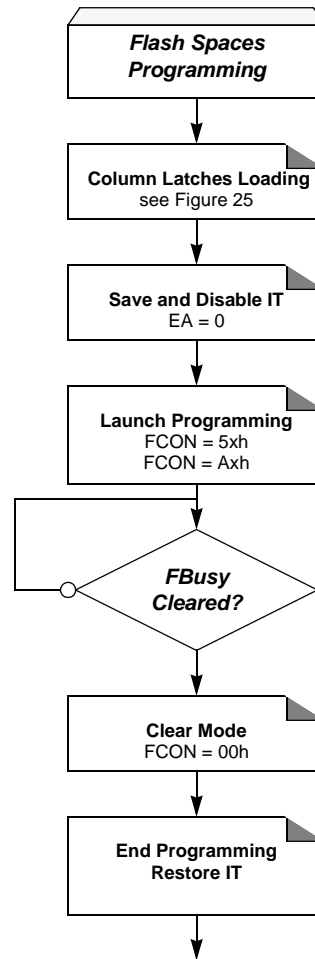 Flash Spaces
Programming
Column Latches Loading
see Figure 25
Save and Disable IT
EA = 0
Launch Programming
FCON = 5xh
FCON = Axh
FBusy
Cleared?
Clear Mode
FCON = 00h
End Programming
Restore IT